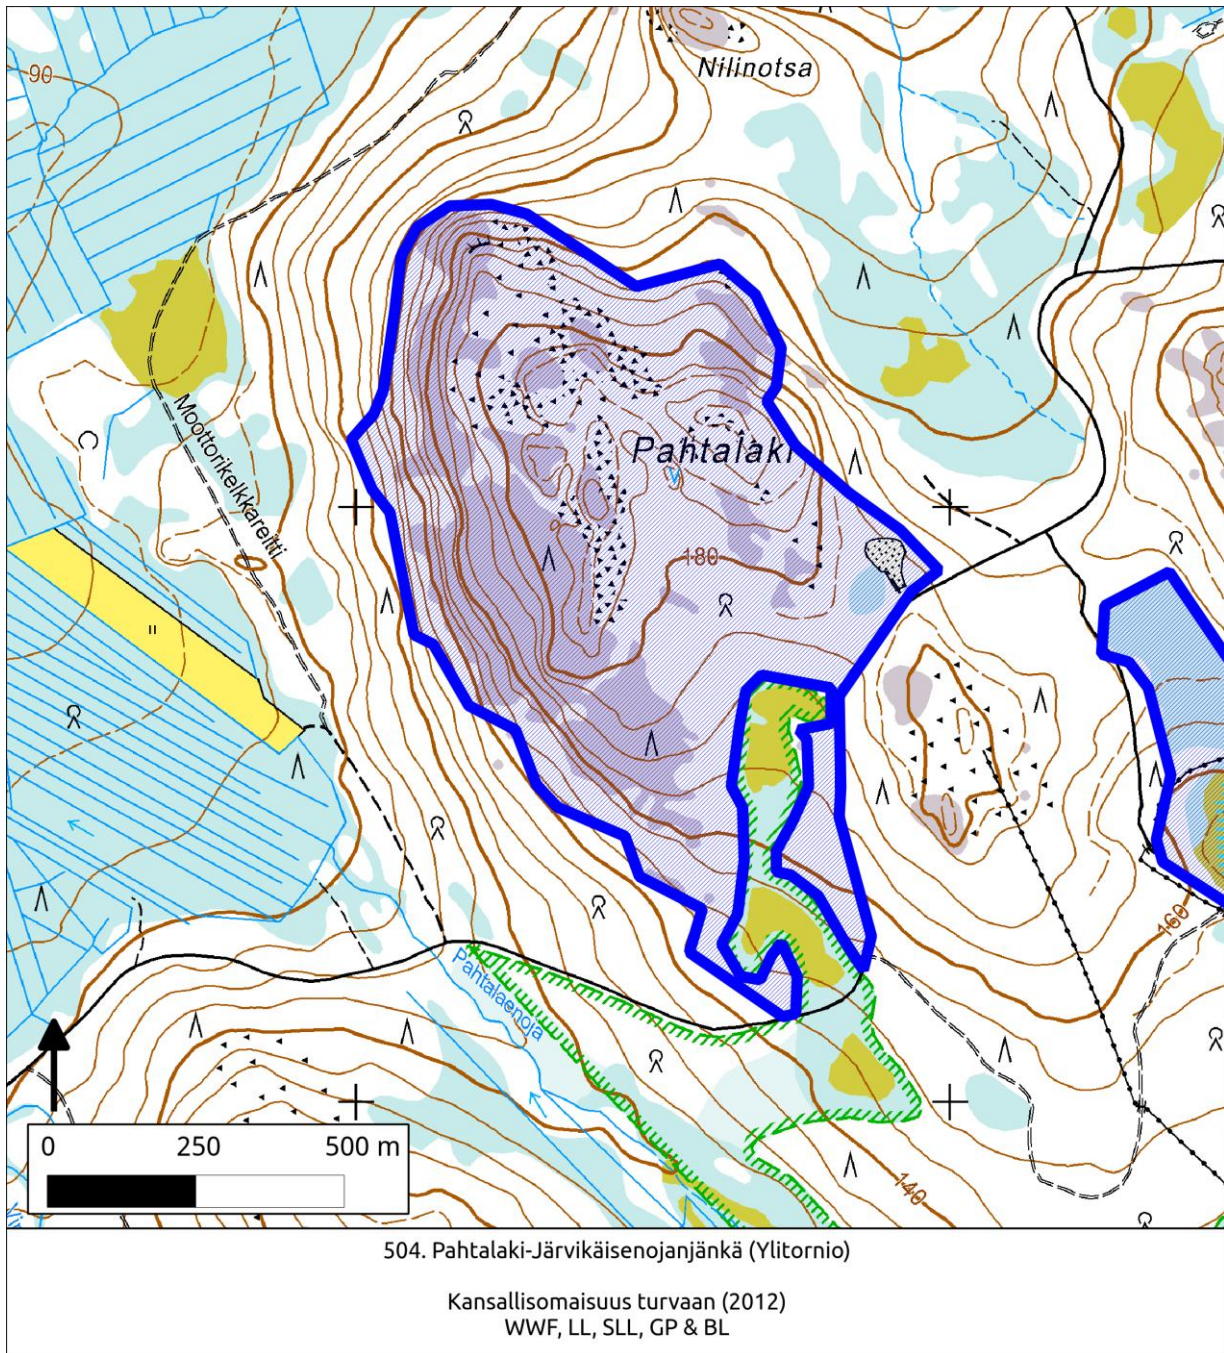 Nilinotsa
90
Moottorikelkkareitti
Pahtalaki
180
160
Pahtalaenoja
140
0 250 500 m
504. Pahtalaki-Järvikäisenojanjänkä (Ylitornio)
Kansallisomaisuus turvaan (2012)
WWF, LL, SLL, GP & BL